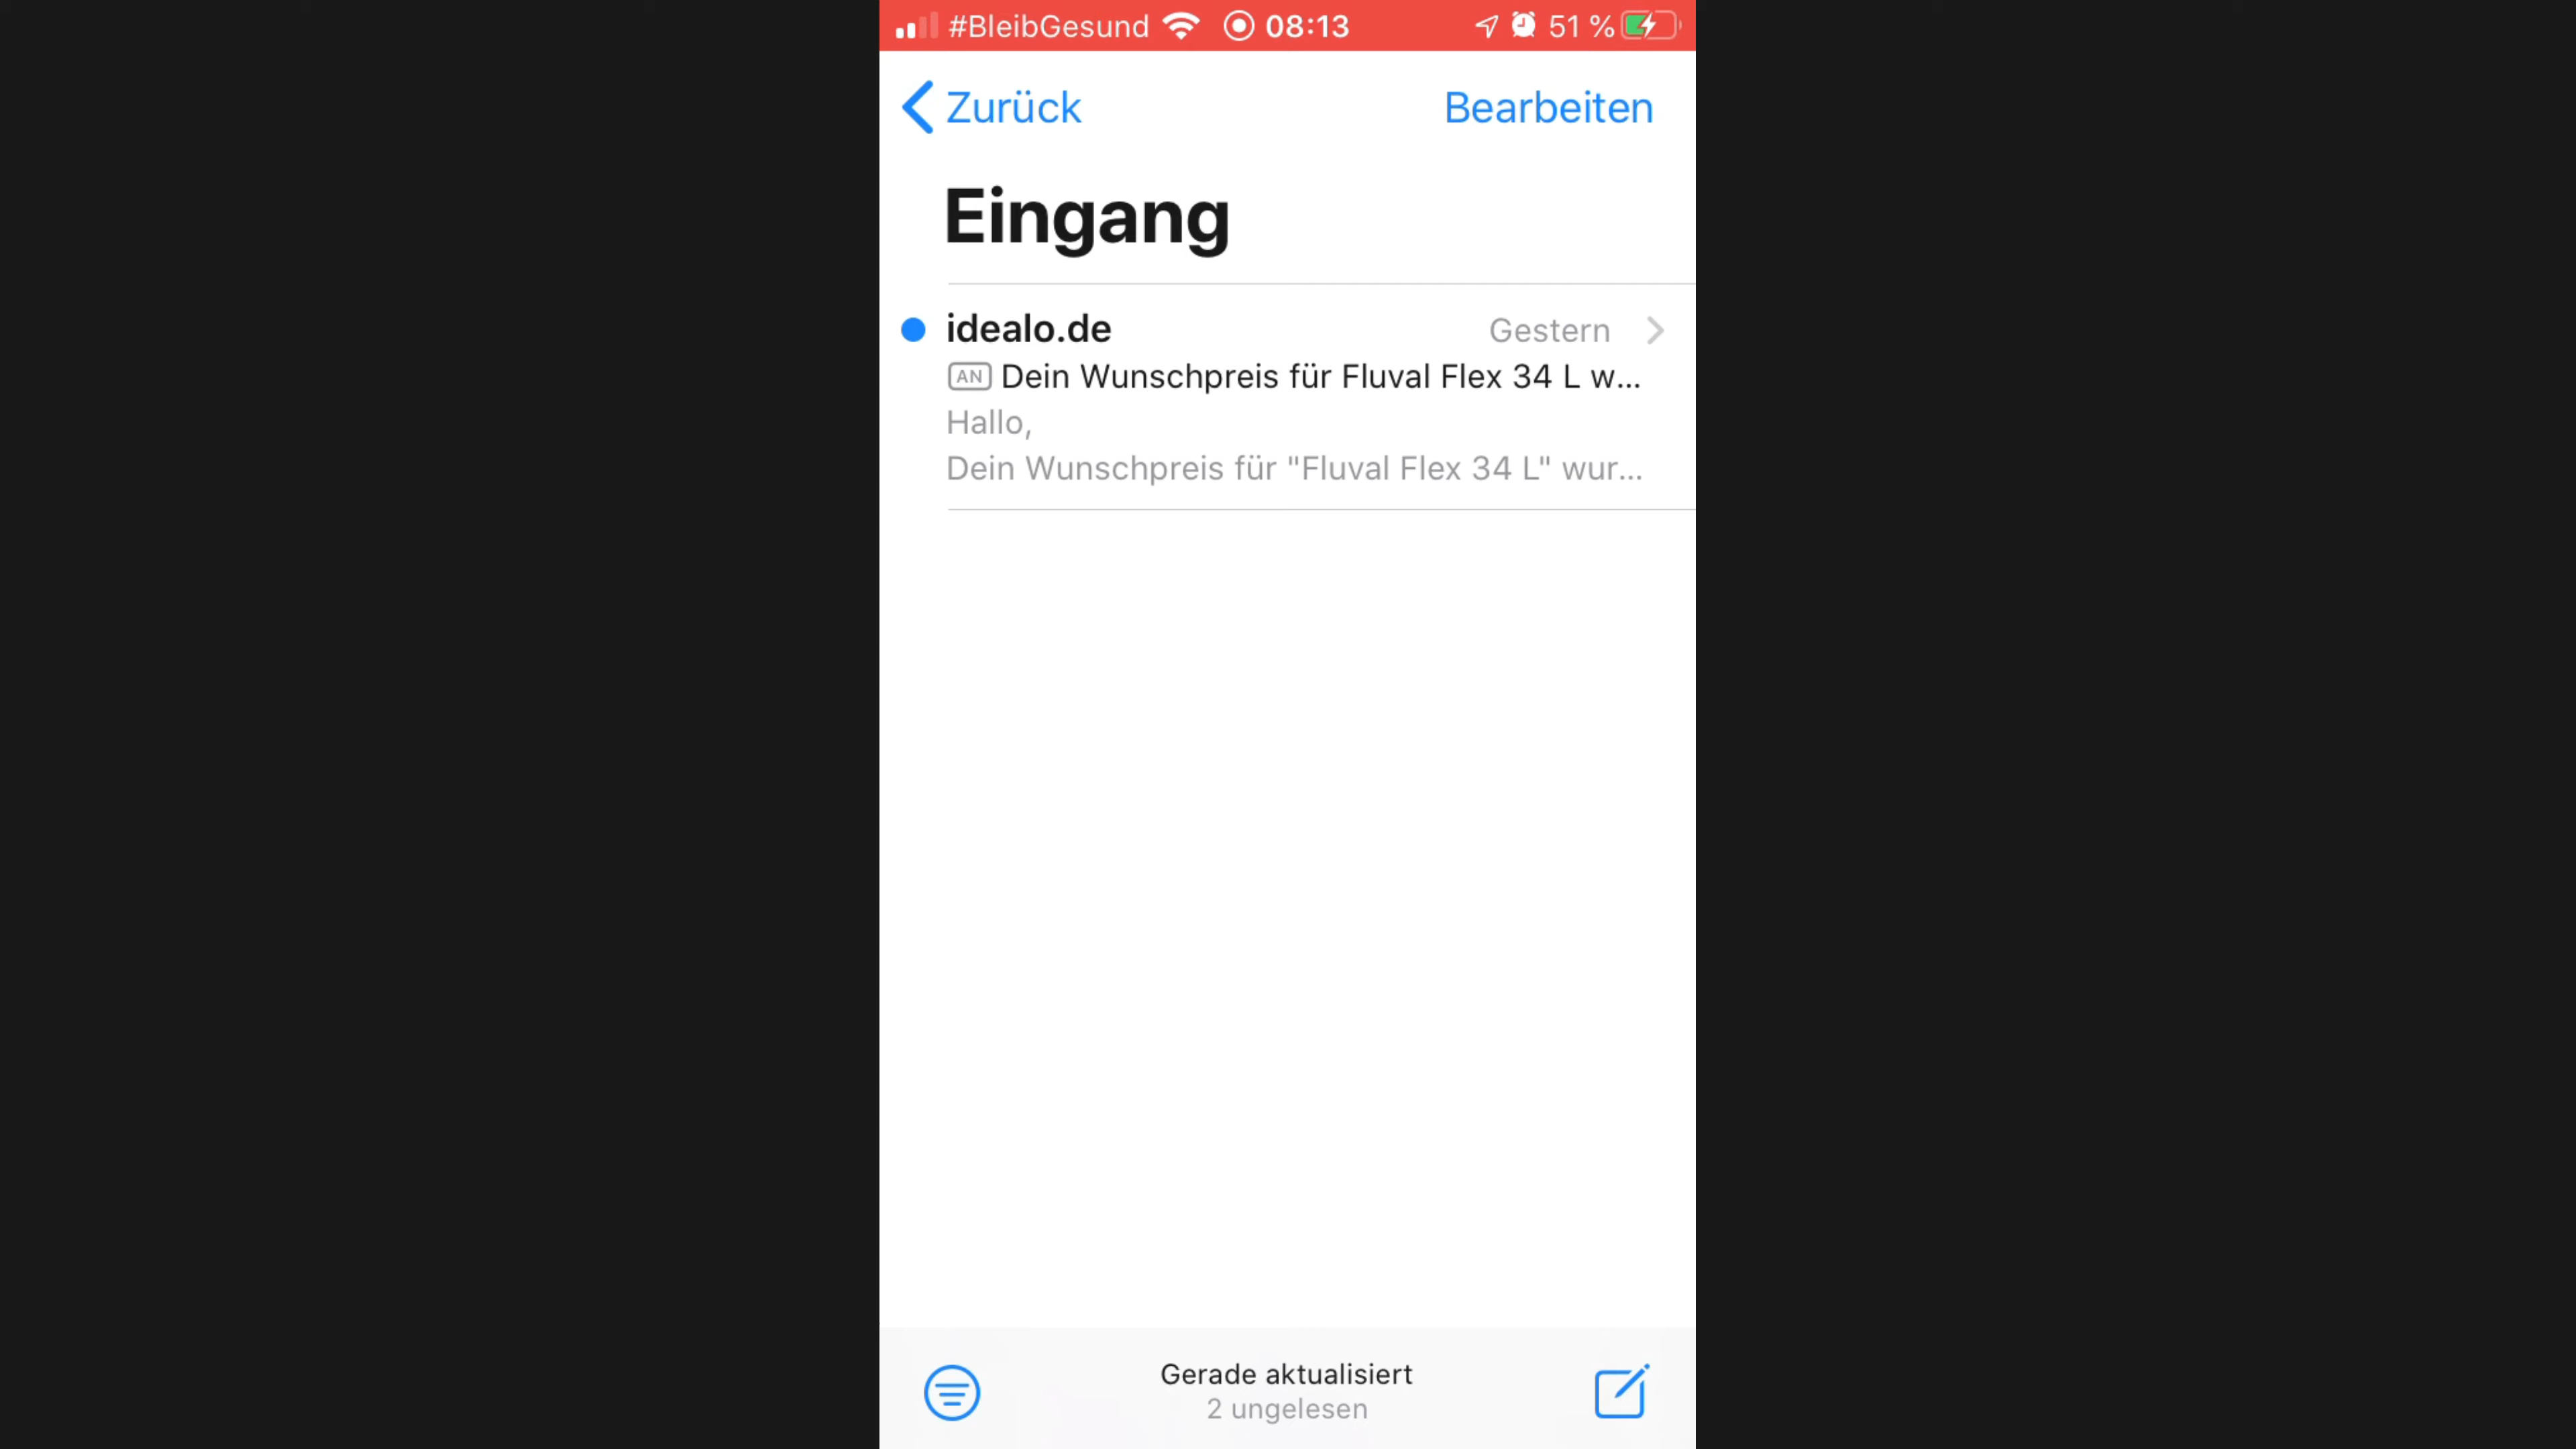 #BleibGesund 08:13 51 %
Zurück Bearbeiten
Eingang
idealo.de Gestern
AN Dein Wunschpreis für Fluval Flex 34 L w...
Hallo,
Dein Wunschpreis für "Fluval Flex 34 L" wur...
Gerade aktualisiert
2 ungelesen